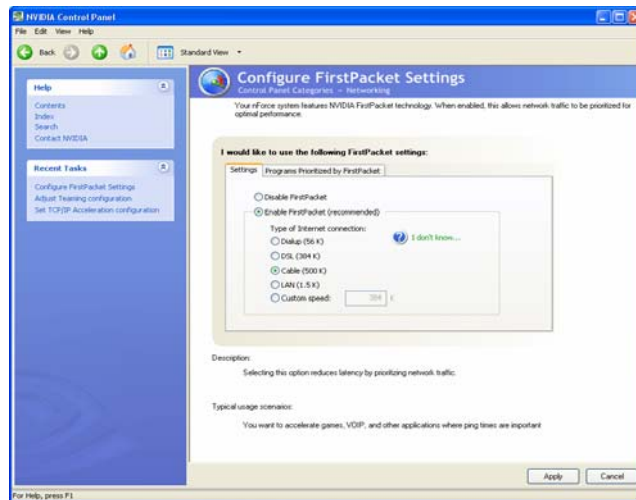 NVIDIA Control Panel
File Edit View Help
Back
Standard View
Help
Contents
Index
Search
Contact NVIDIA
Recent Tasks
Configure FirstPacket Settings
Adjust Teaming configuration
Set TCP/IP Acceleration configuration
Configure FirstPacket Settings
Control Panel Categories - Networking
Your nForce system features NVIDIA FirstPacket technology. When enabled, this allows network traffic to be prioritized for
optimal performance.
I would like to use the following FirstPacket settings:
Settings Programs Prioritized by FirstPacket
Disable FirstPacket
Enable FirstPacket (recommended)
Type of Internet connection:
I don't know...
Dialup (56 K)
DSL (384 K)
Cable (500 K)
LAN (1.5 K)
Custom speed: 384 K
Description:
Selecting this option reduces latency by prioritizing network traffic.
Typical usage scenarios:
You want to accelerate games, VOIP, and other applications where ping times are important
Apply Cancel
For Help, press F1